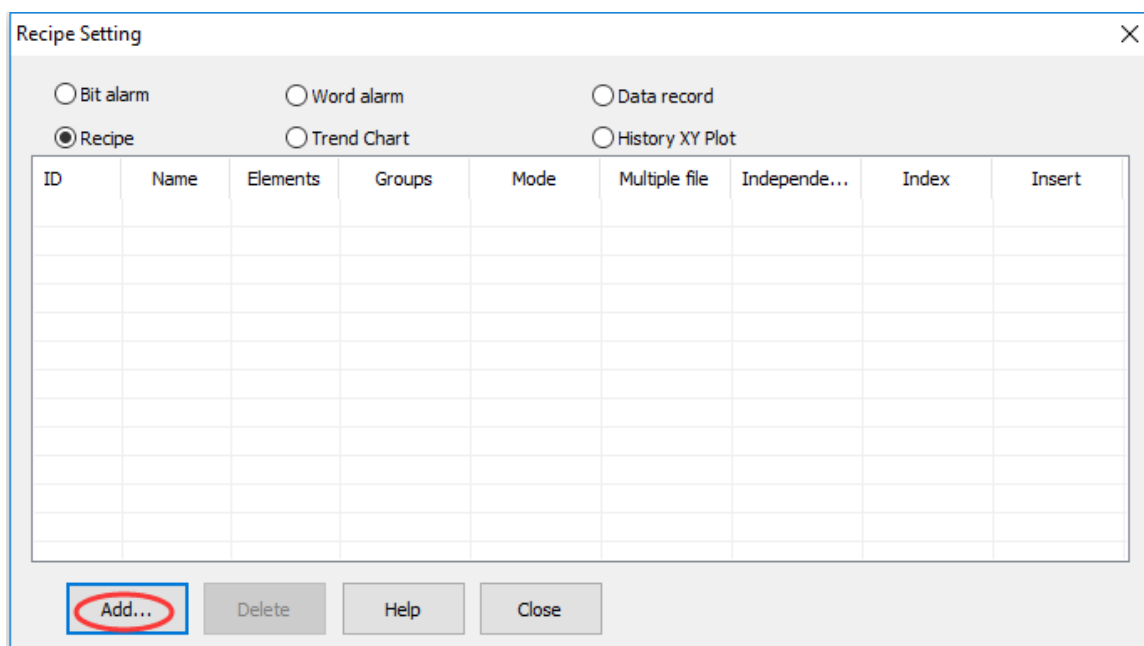 Recipe Setting
Bit alarm Word alarm Data record
Recipe Trend Chart History XY Plot
ID Name Elements Groups Mode Multiple file Independe... Index Insert
Add... Delete Help Close